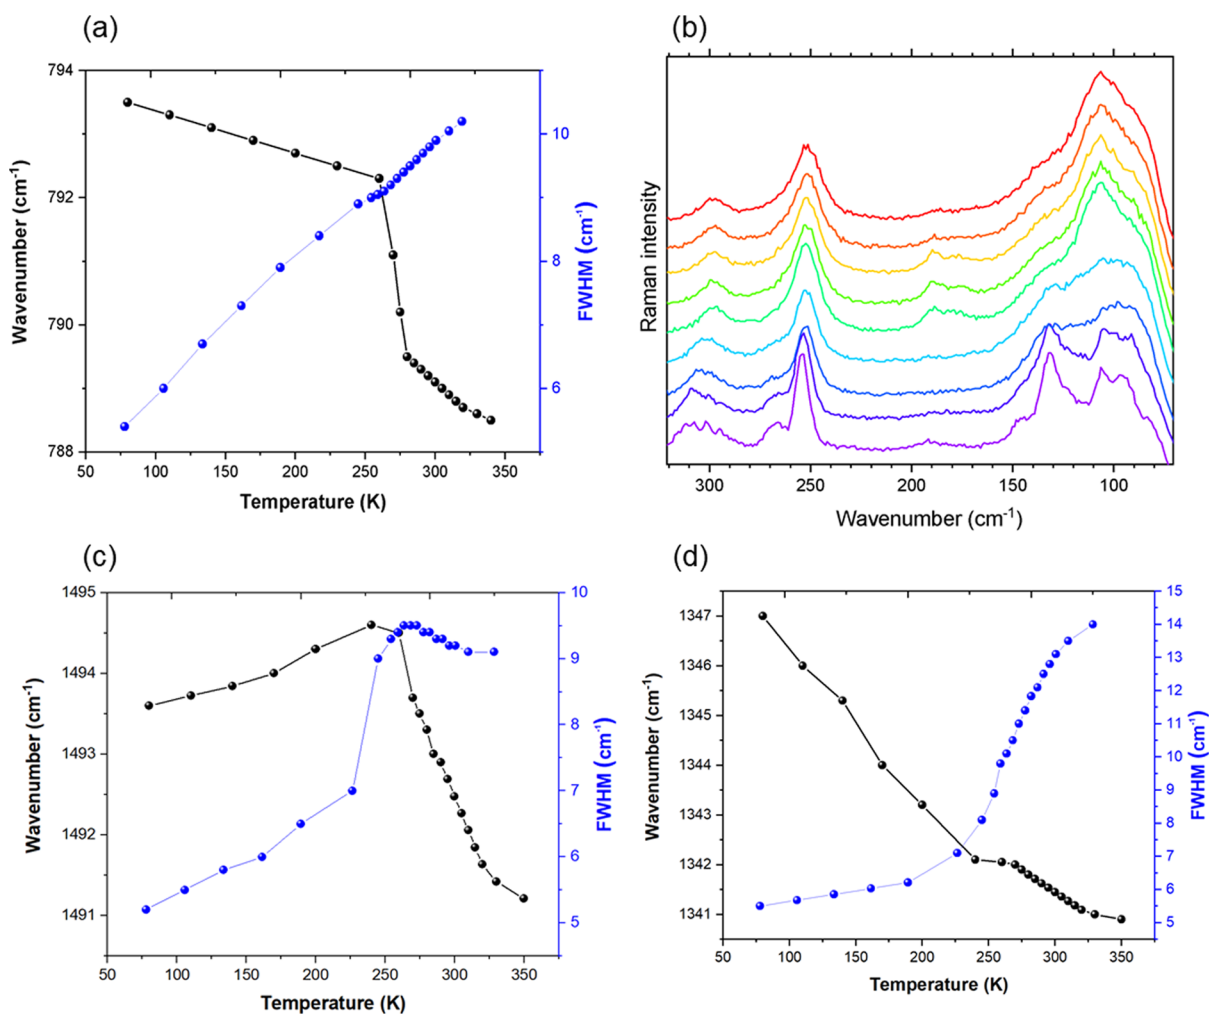 (a)
794
792
790
788
Wavenumber (cm-1)
10
8
6
FWHM (cm-1)
50 100 150 200 250 300 350
Temperature (K)
(b)
Raman intensity
300 250 200 150 100
Wavenumber (cm-1)
(c)
1495
1494
1493
1492
1491
Wavenumber (cm-1)
10
9
8
7
6
5
FWHM (cm-1)
50 100 150 200 250 300 350
Temperature (K)
(d)
1347
1346
1345
1344
1343
1342
1341
Wavenumber (cm-1)
15
14
13
12
11
10
9
8
7
6
5
FWHM (cm-1)
50 100 150 200 250 300 350
Temperature (K)